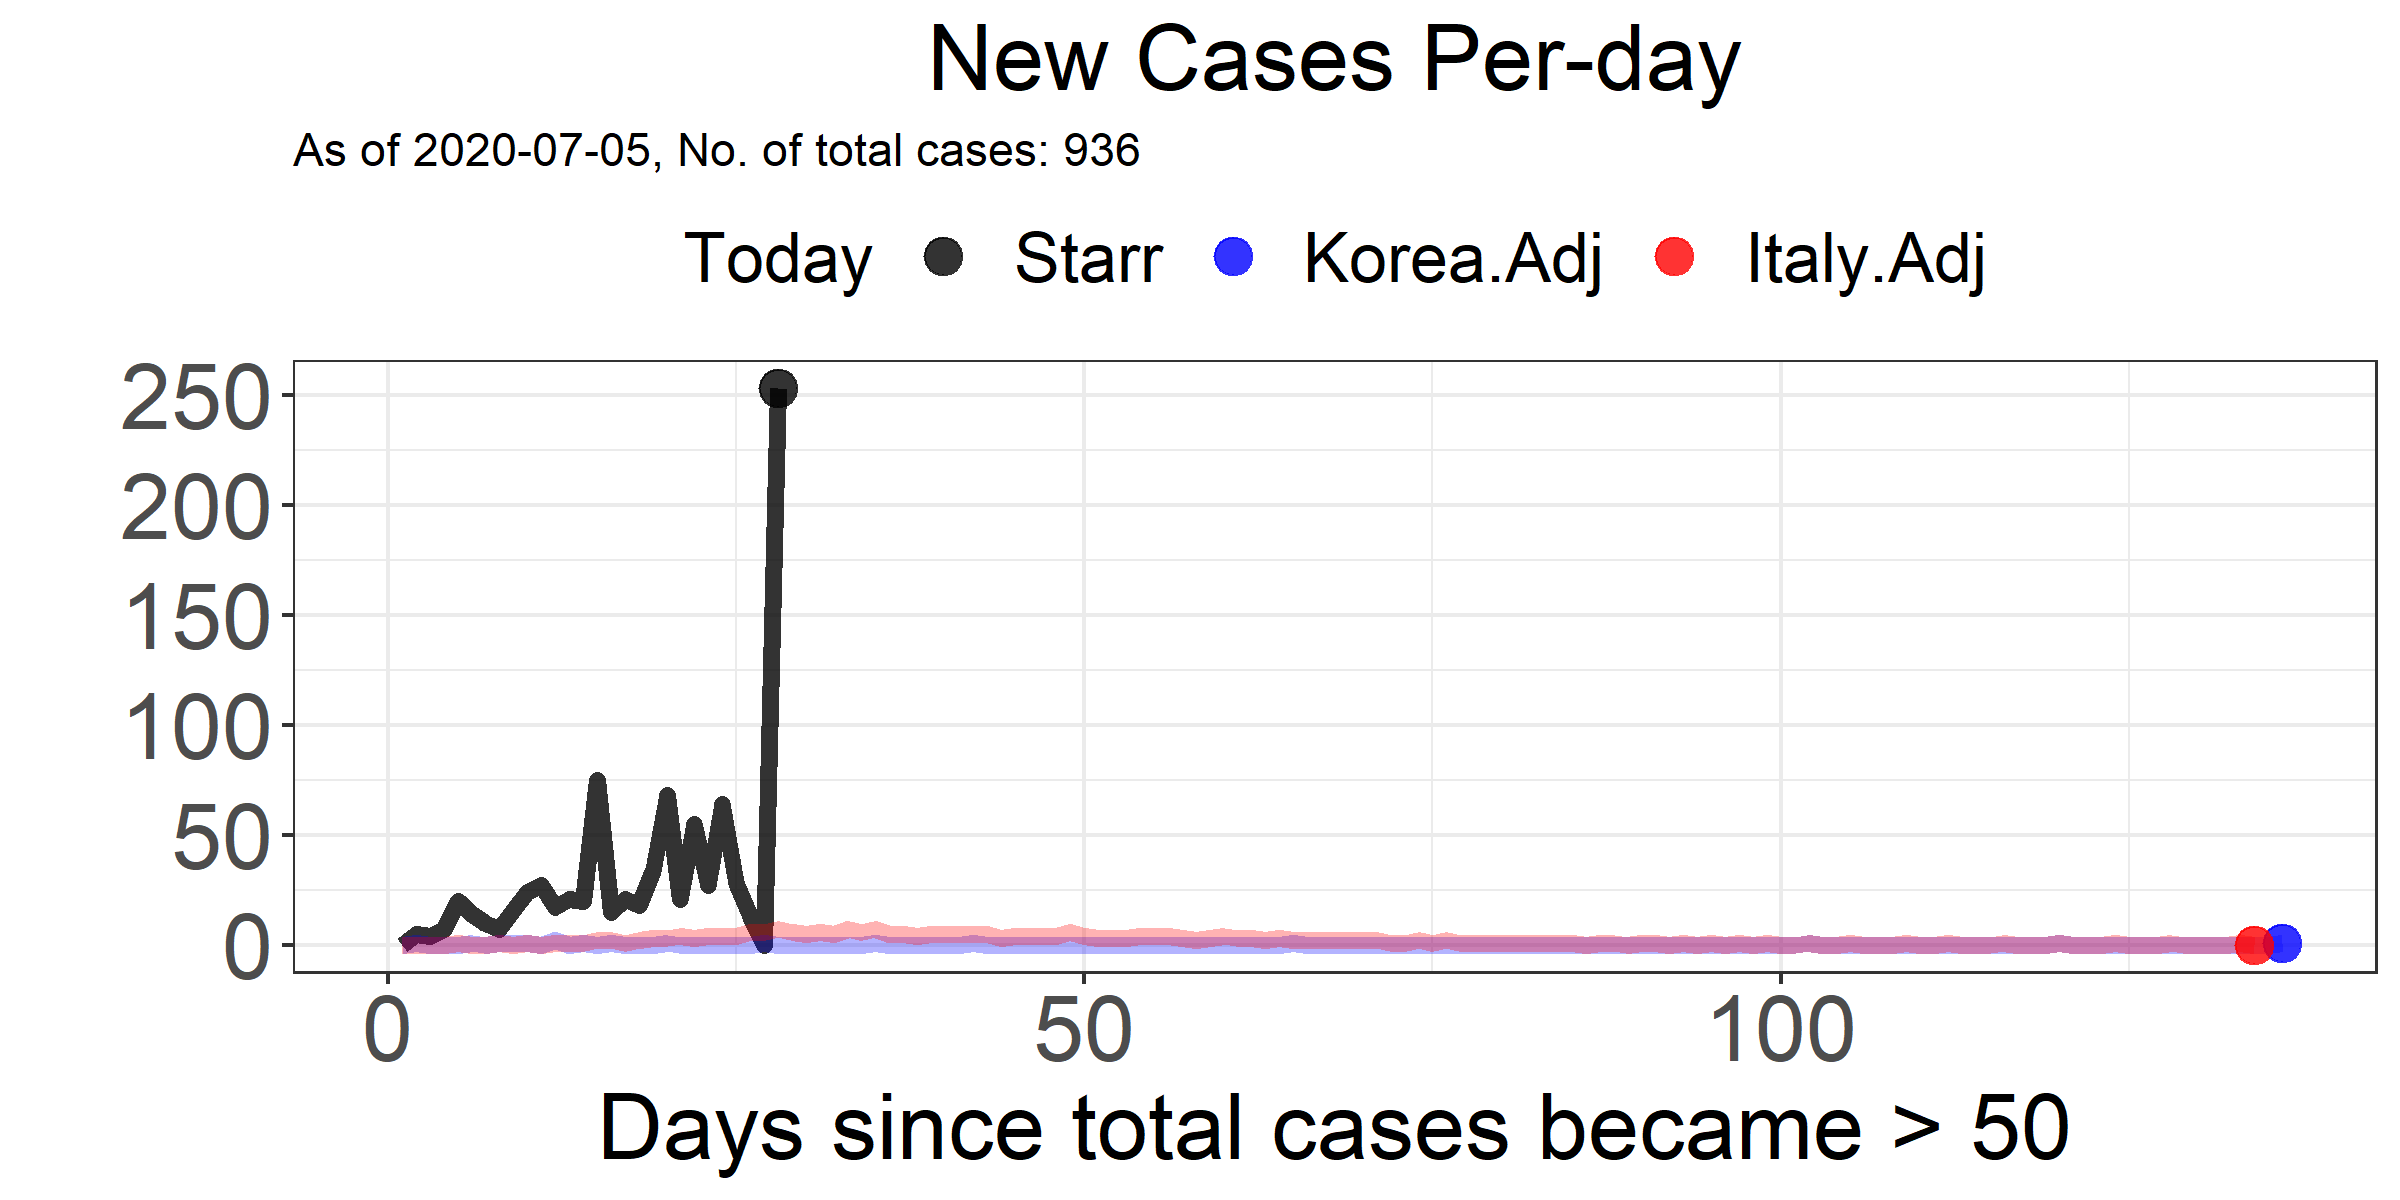 New Cases Per-day
As of 2020-07-05, No. of total cases: 936
Today Starr Korea.Adj Italy.Adj
250
200
150
100
50
0
0 50 100
Days since total cases became > 50